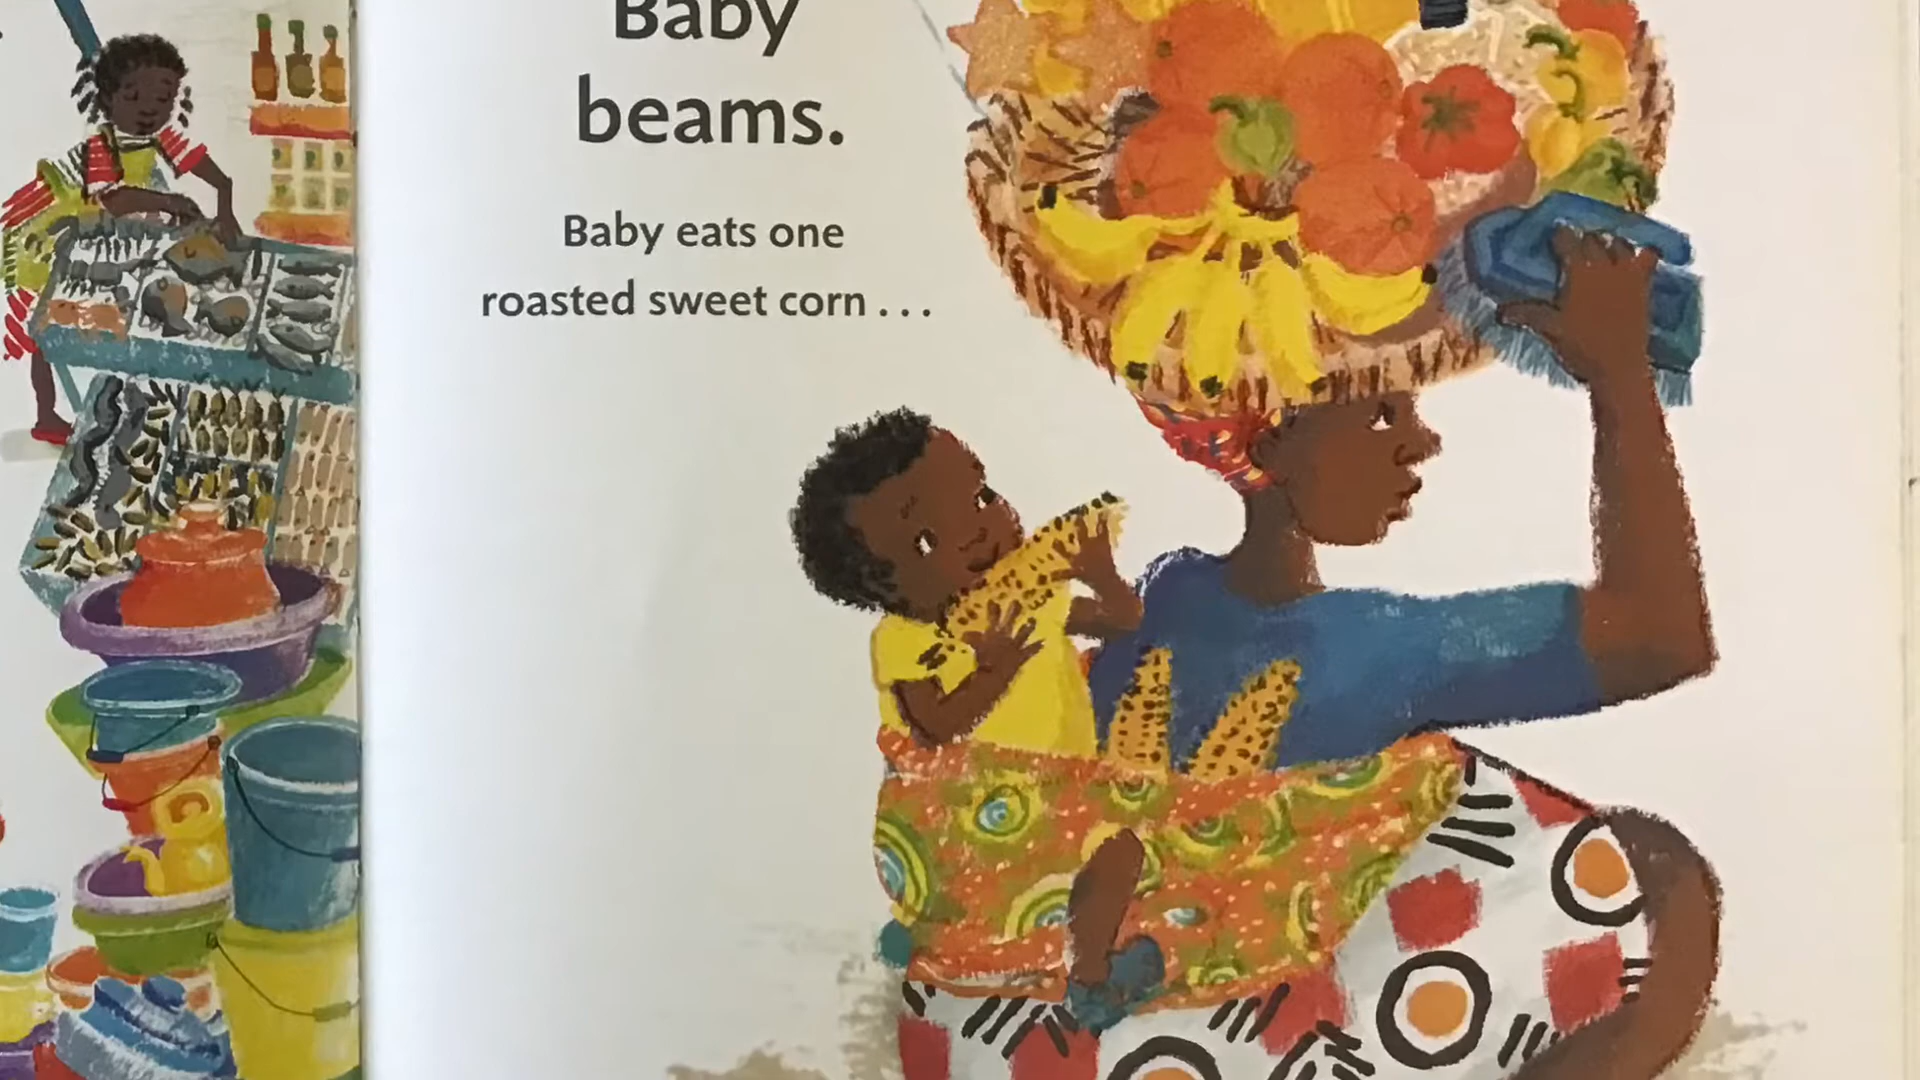 Baby
beams.
Baby eats one
roasted sweet corn . . .